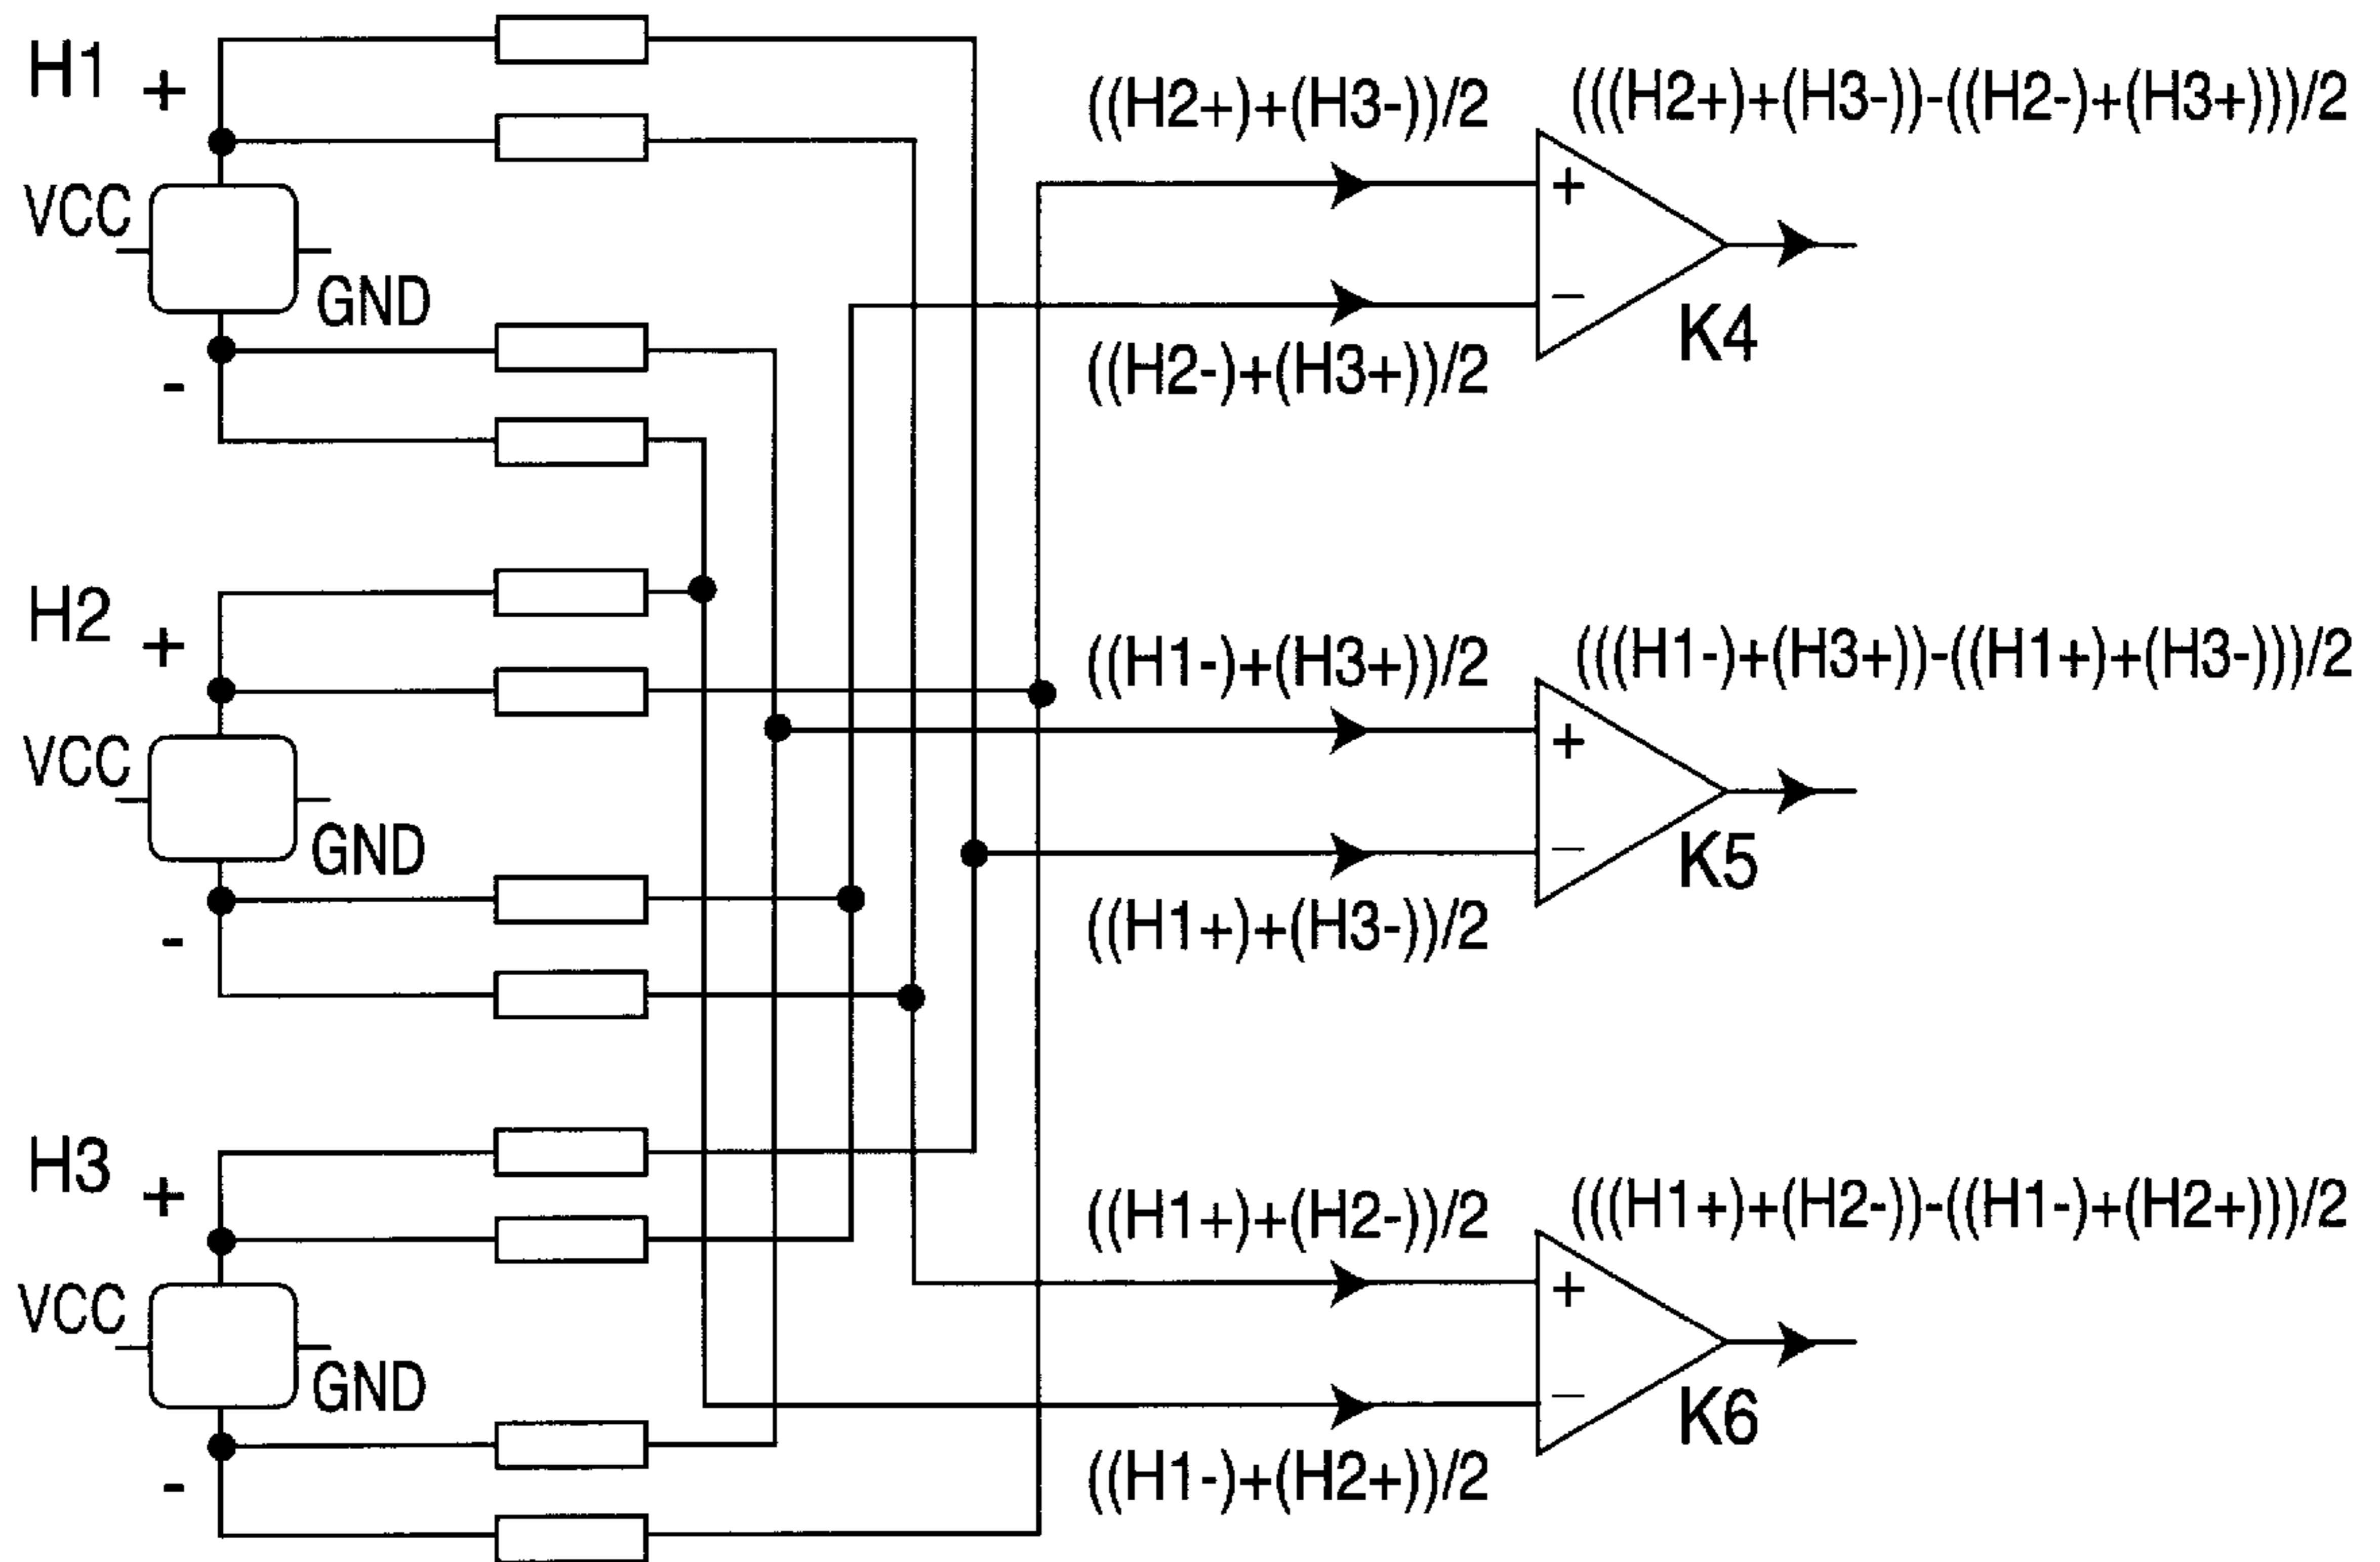 H1 +
VCC
GND
-
H2 +
VCC
GND
-
H3 +
VCC
GND
-
((H2+)+(H3-))/2
(((H2+)+(H3-))-((H2-)+(H3+)))/2
+
−
K4
((H2-)+(H3+))/2
((H1-)+(H3+))/2
(((H1-)+(H3+))-((H1+)+(H3-)))/2
+
−
K5
((H1+)+(H3-))/2
((H1+)+(H2-))/2
(((H1+)+(H2-))-((H1-)+(H2+)))/2
+
−
K6
((H1-)+(H2+))/2